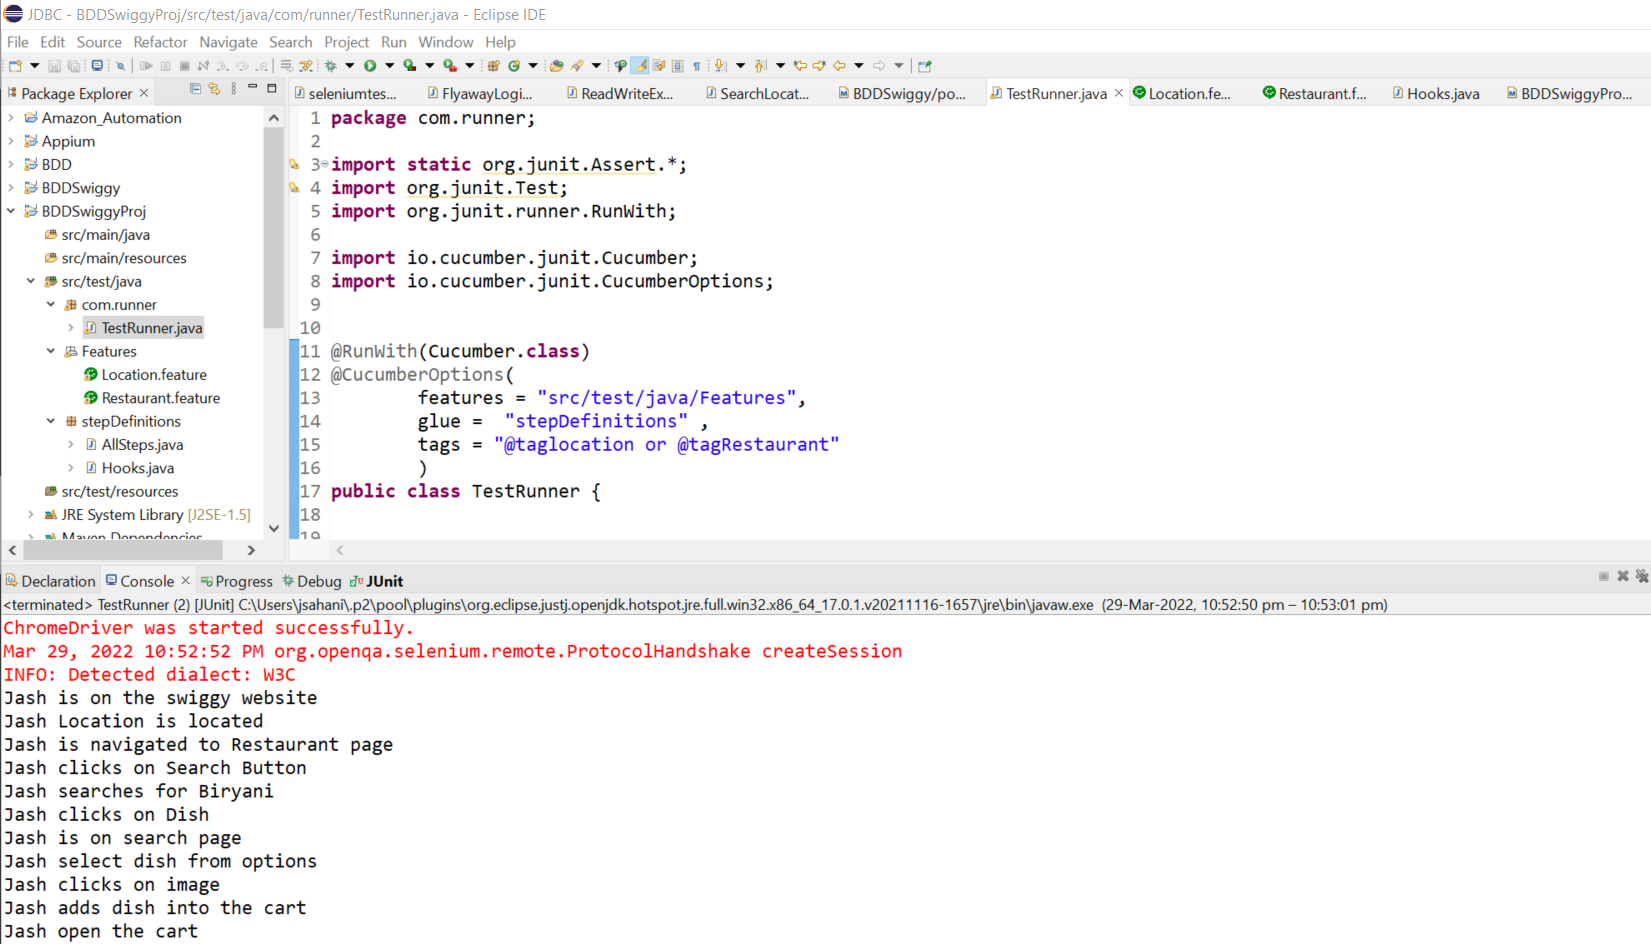 JDBC - BDDSwiggyProj/src/test/java/com/runner/TestRunner.java - Eclipse IDE
File Edit Source Refactor Navigate Search Project Run Window Help
Package Explorer
Amazon_Automation
Appium
BDD
BDDSwiggy
BDDSwiggyProj
src/main/java
src/main/resources
src/test/java
com.runner
TestRunner.java
Features
Location.feature
Restaurant.feature
stepDefinitions
AllSteps.java
Hooks.java
src/test/resources
JRE System Library [J2SE-1.5]
Maven Dependencies
seleniumtes... FlyawayLogi... ReadWriteEx... SearchLocat... BDDSwiggy/po... TestRunner.java Location.fe... Restaurant.f... Hooks.java BDDSwiggyPro...
1 package com.runner;
2
3 import static org.junit.Assert.*;
4 import org.junit.Test;
5 import org.junit.runner.RunWith;
6
7 import io.cucumber.junit.Cucumber;
8 import io.cucumber.junit.CucumberOptions;
9
10
11 @RunWith(Cucumber.class)
12 @CucumberOptions(
13 features = "src/test/java/Features",
14 glue = "stepDefinitions" ,
15 tags = "@taglocation or @tagRestaurant"
16 )
17 public class TestRunner {
18
19
Declaration Console Progress Debug JUnit
<terminated> TestRunner (2) [JUnit] C:\Users\jsahani\.p2\pool\plugins\org.eclipse.justj.openjdk.hotspot.jre.full.win32.x86_64_17.0.1.v20211116-1657\jre\bin\javaw.exe (29-Mar-2022, 10:52:50 pm – 10:53:01 pm)
ChromeDriver was started successfully.
Mar 29, 2022 10:52:52 PM org.openqa.selenium.remote.ProtocolHandshake createSession
INFO: Detected dialect: W3C
Jash is on the swiggy website
Jash Location is located
Jash is navigated to Restaurant page
Jash clicks on Search Button
Jash searches for Biryani
Jash clicks on Dish
Jash is on search page
Jash select dish from options
Jash clicks on image
Jash adds dish into the cart
Jash open the cart